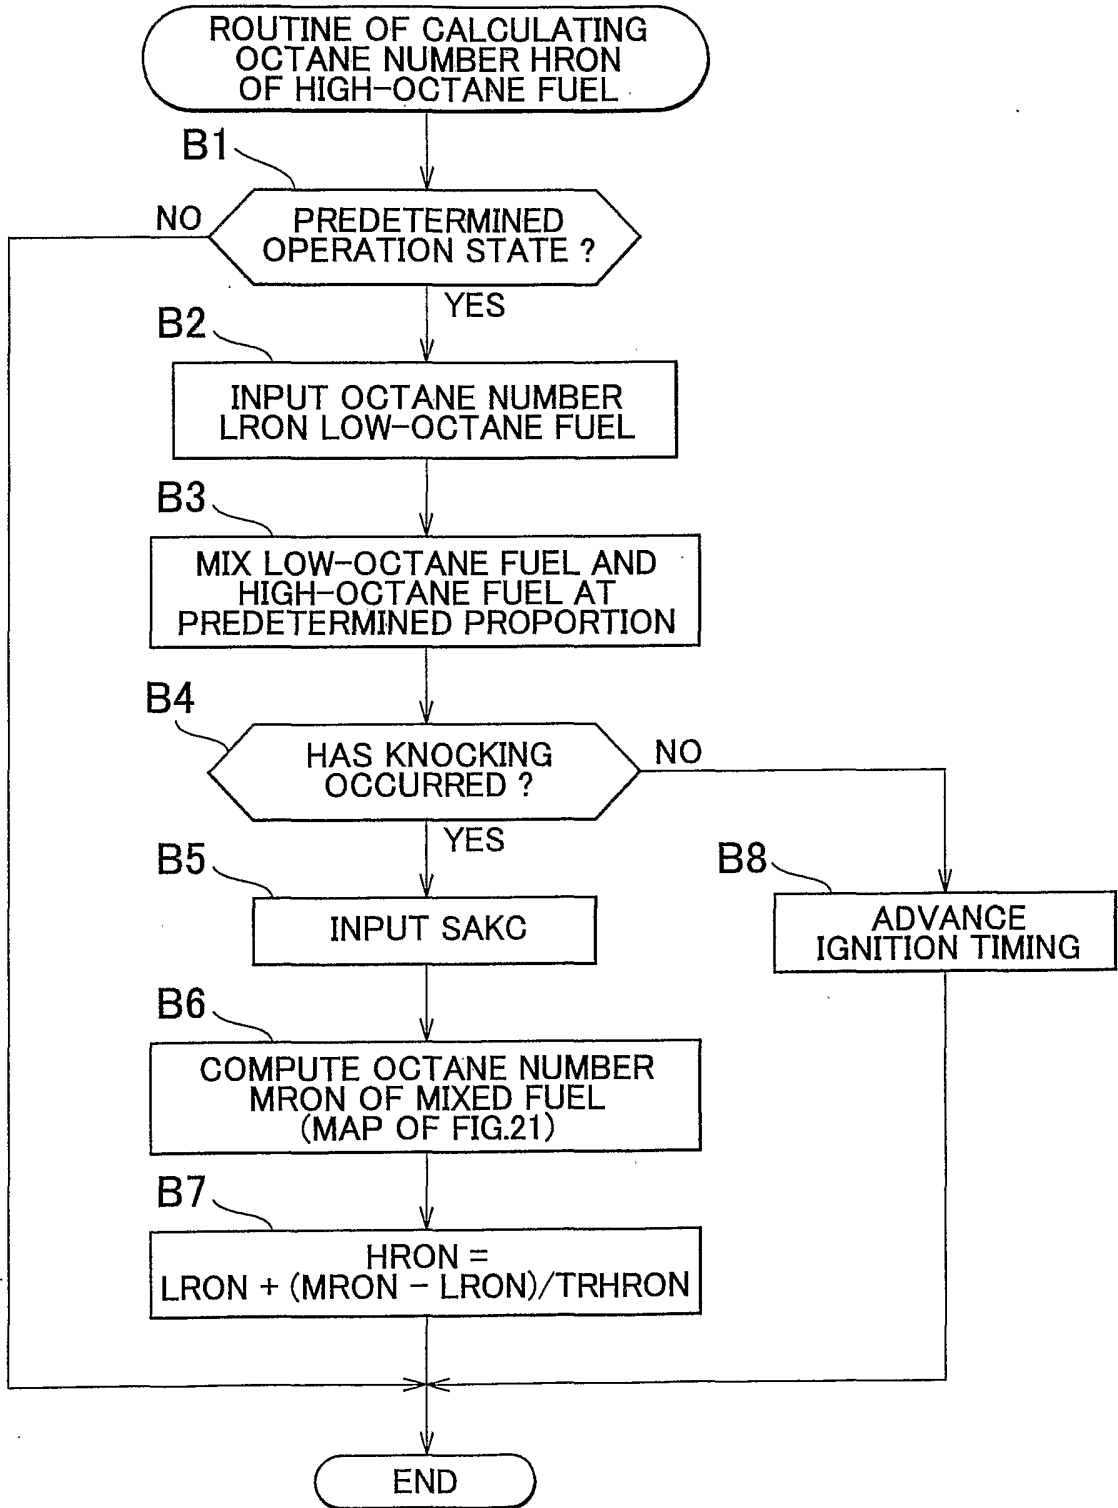 ROUTINE OF CALCULATING
OCTANE NUMBER HRON
OF HIGH-OCTANE FUEL
B1
NO
PREDETERMINED
OPERATION STATE ?
YES
B2
INPUT OCTANE NUMBER
LRON LOW-OCTANE FUEL
B3
MIX LOW-OCTANE FUEL AND
HIGH-OCTANE FUEL AT
PREDETERMINED PROPORTION
B4
HAS KNOCKING
OCCURRED ?
NO
YES
B5
INPUT SAKC
B8
ADVANCE
IGNITION TIMING
B6
COMPUTE OCTANE NUMBER
MRON OF MIXED FUEL
(MAP OF FIG.21)
B7
HRON =
LRON + (MRON - LRON)/TRHRON
END